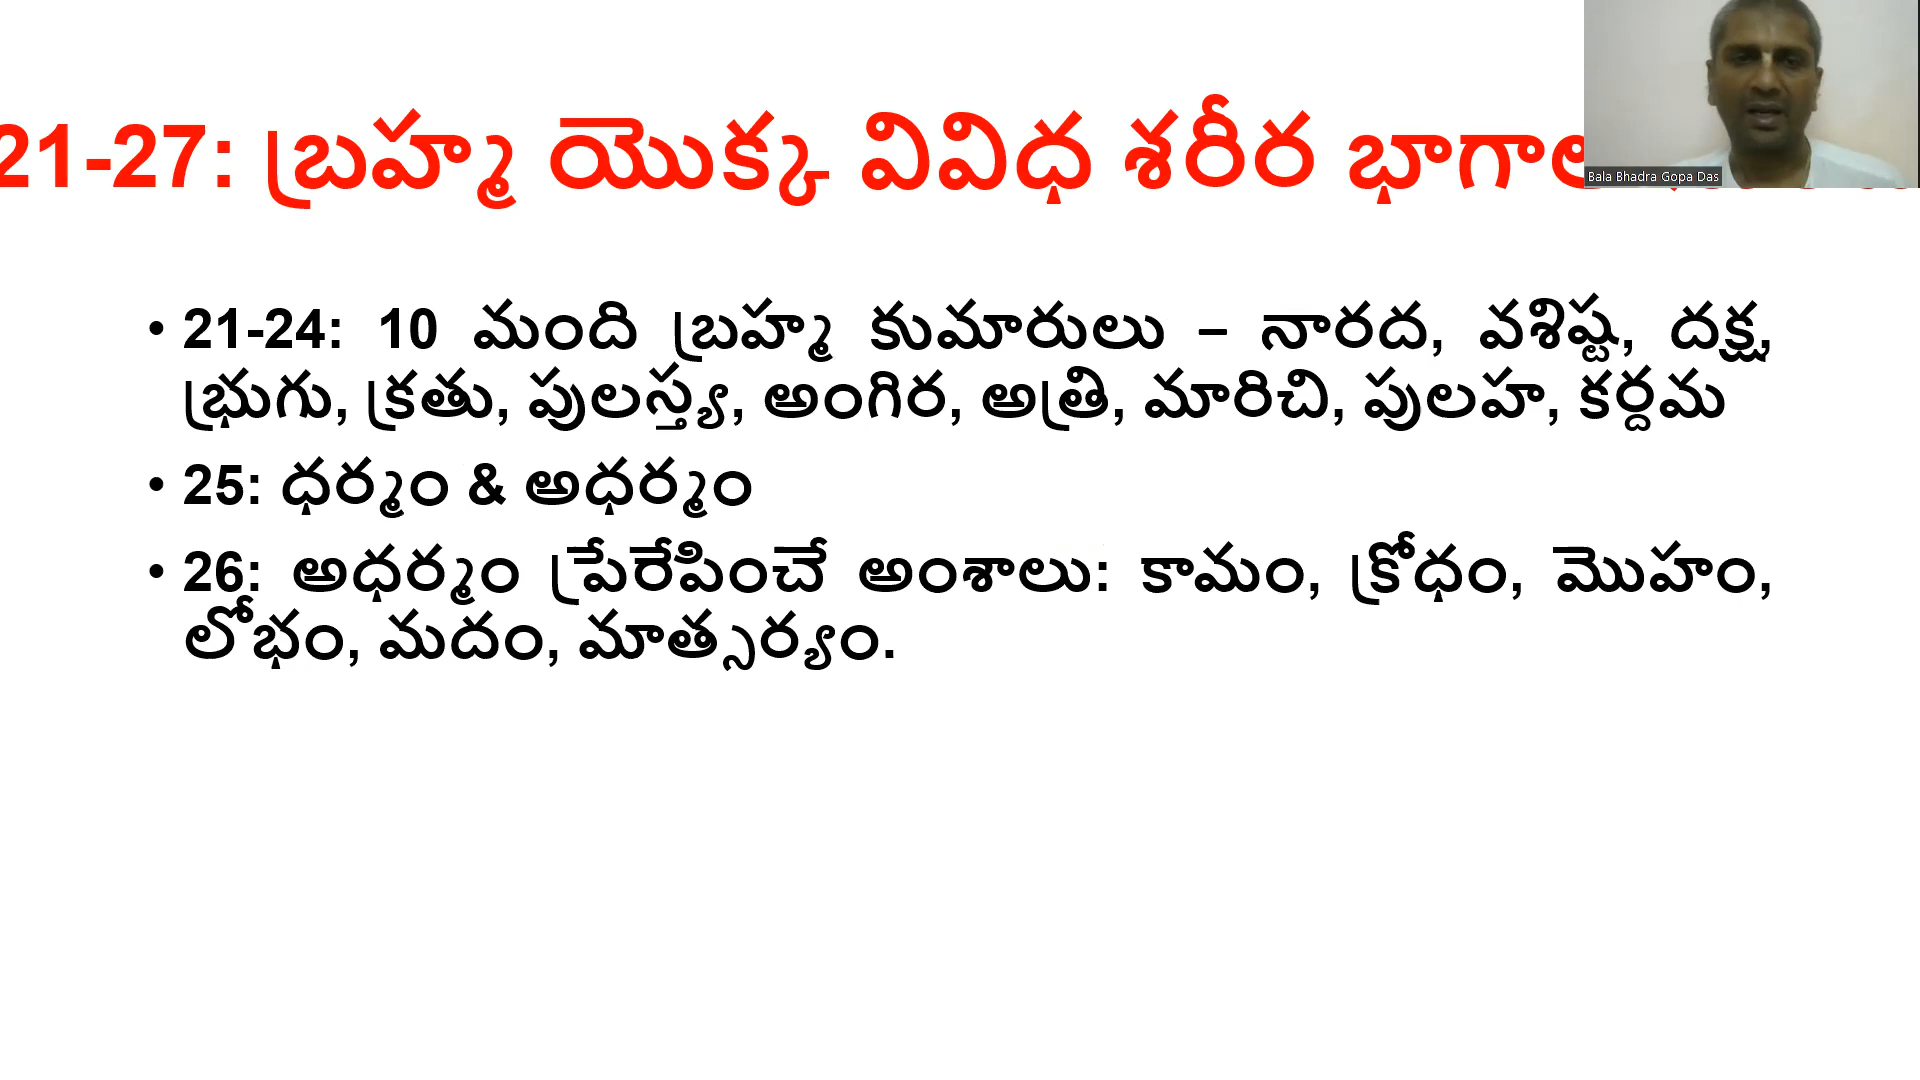 21-27: బ్రహ్మ యొక్క వివిధ శరీర
Bala Bhadra Gopa Das
• 21-24: 10 మంది బ్రహ్మ కుమారులు – నారద, వశిష్ట, దక్ష,
భ్రుగు, క్రతు, పులస్త్య, అంగిర, అత్రి, మారిచి, పులహ, కర్దమ
• 25: ధర్మం & అధర్మం
• 26: అధర్మం ప్రేరేపించే అంశాలు: కామం, క్రోధం, మొహం,
లోభం, మదం, మాత్సర్యం.